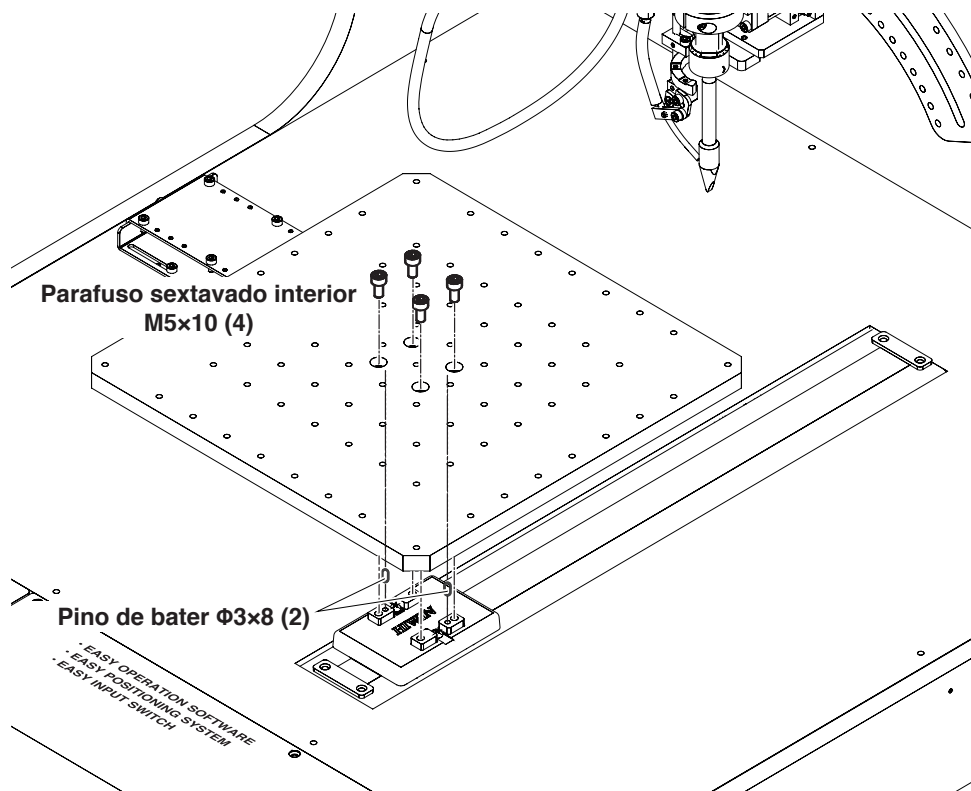 Parafuso sextavado interior
M5×10 (4)
Pino de bater Φ3×8 (2)
HIWIN
· EASY OPERATION SOFTWARE
· EASY POSITIONING SYSTEM
· EASY INPUT SWITCH